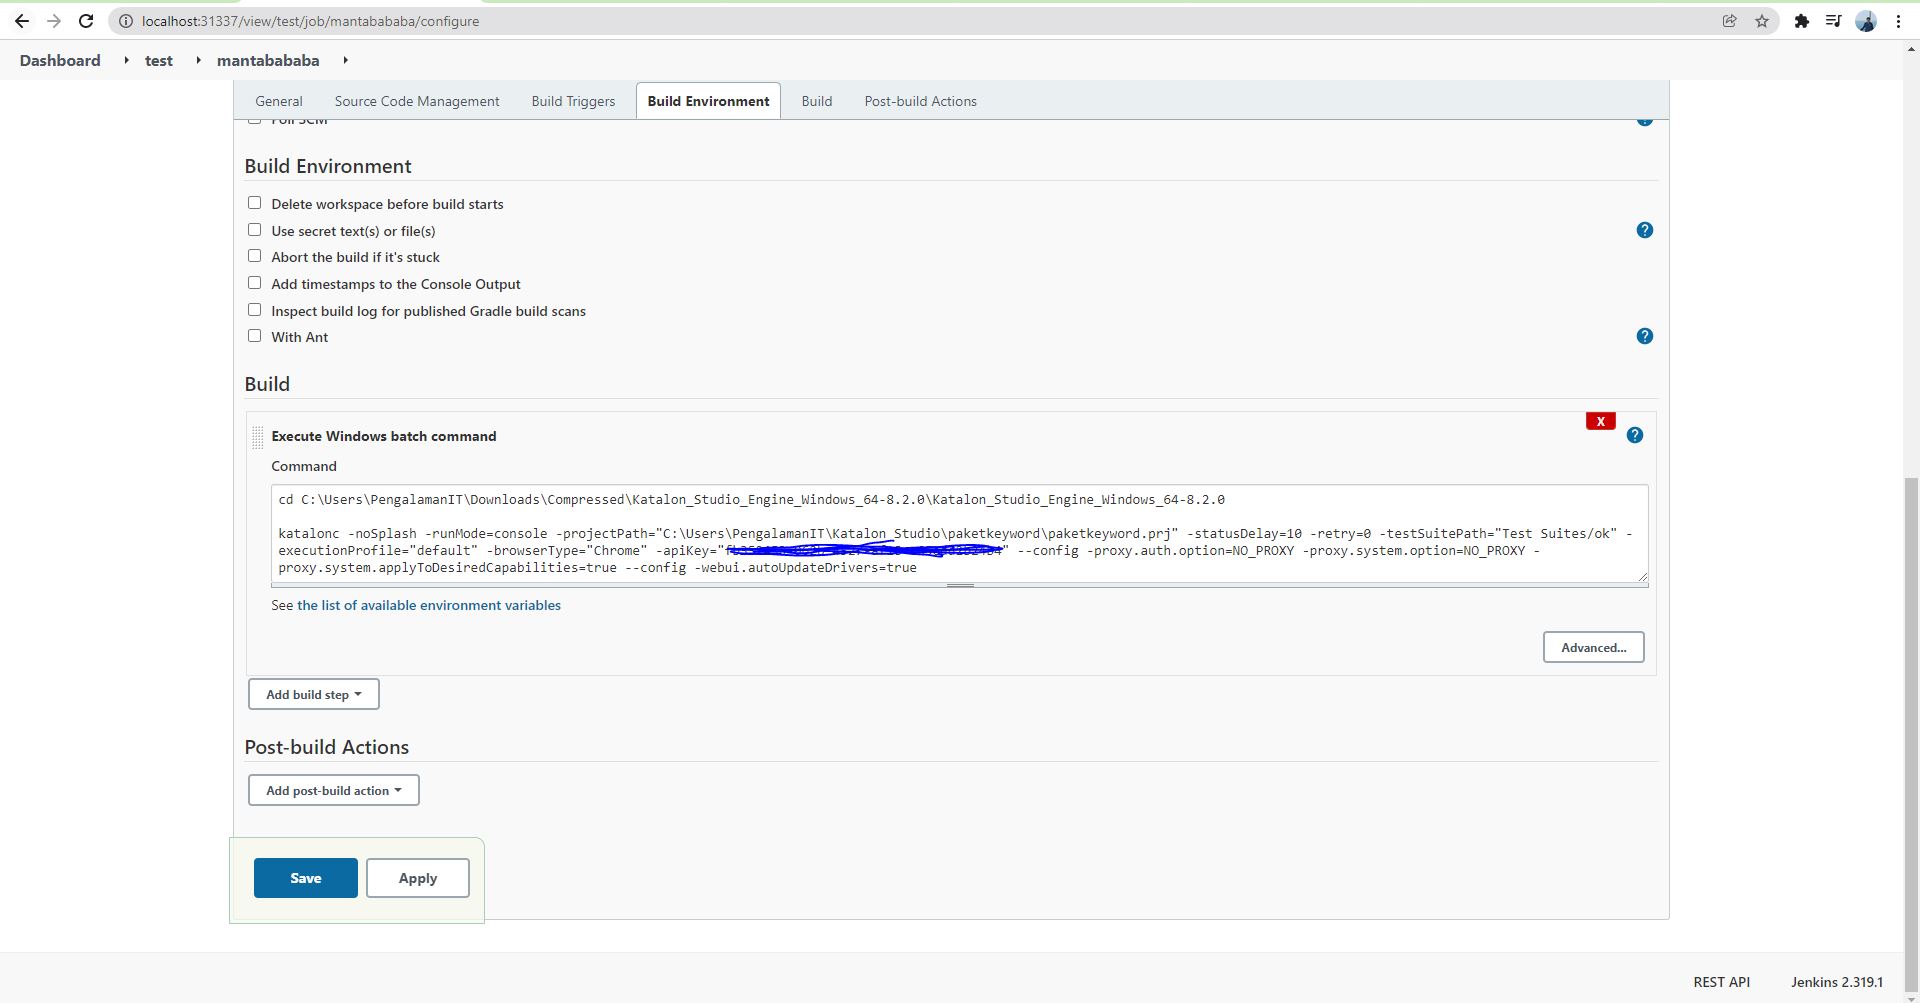 localhost:31337/view/test/job/mantabababa/configure
Dashboard test mantabababa
General Source Code Management Build Triggers Build Environment Build Post-build Actions
Poll SCM
Build Environment
Delete workspace before build starts
Use secret text(s) or file(s)
Abort the build if it's stuck
Add timestamps to the Console Output
Inspect build log for published Gradle build scans
With Ant
Build
X
Execute Windows batch command
Command
cd C:\Users\PengalamanIT\Downloads\Compressed\Katalon_Studio_Engine_Windows_64-8.2.0\Katalon_Studio_Engine_Windows_64-8.2.0
katalonc -noSplash -runMode=console -projectPath="C:\Users\PengalamanIT\Katalon Studio\paketkeyword\paketkeyword.prj" -statusDelay=10 -retry=0 -testSuitePath="Test Suites/ok" -
executionProfile="default" -browserType="Chrome" -apiKey=" " --config -proxy.auth.option=NO_PROXY -proxy.system.option=NO_PROXY -
proxy.system.applyToDesiredCapabilities=true --config -webui.autoUpdateDrivers=true
See the list of available environment variables
Advanced...
Add build step
Post-build Actions
Add post-build action
Save Apply
REST API Jenkins 2.319.1